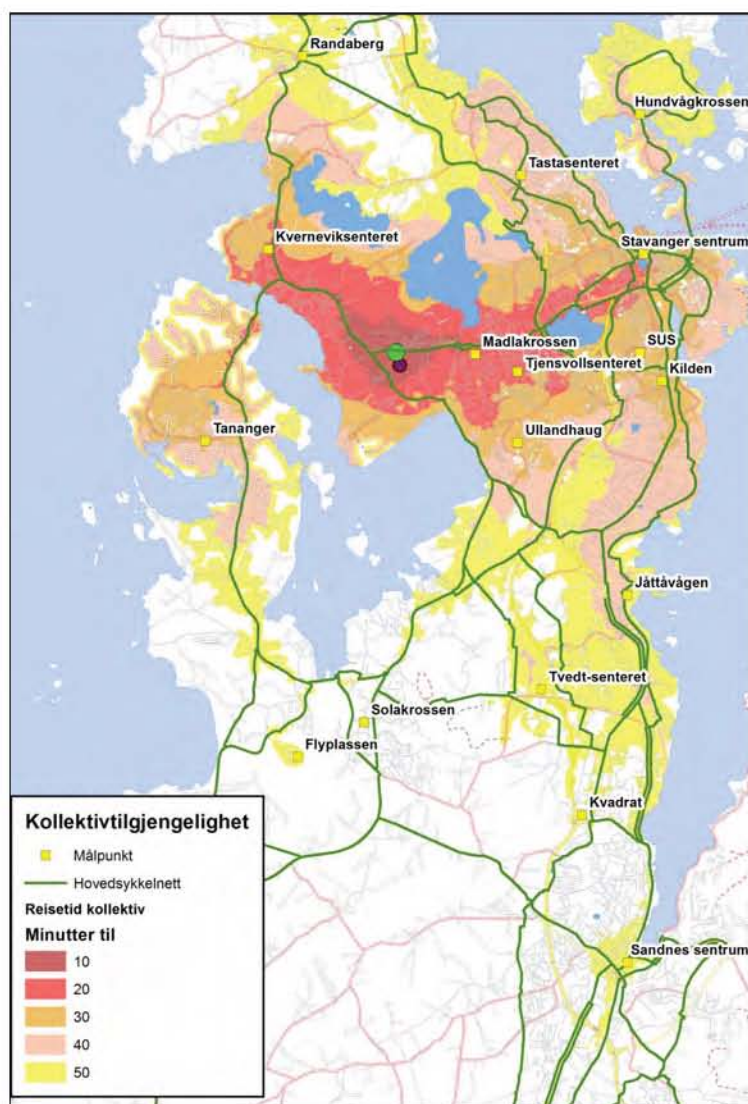 Randaberg
Hundvågkrossen
Tastasenteret
Kverneviksenteret
Stavanger sentrum
Madlakrossen
SUS
Tjensvollsenteret
Kilden
Tananger
Ullandhaug
Jåttåvågen
Tvedt-senteret
Solakrossen
Flyplassen
Kvadrat
Sandnes sentrum
Kollektivtilgjengelighet
Målpunkt
Hovedsykkelnett
Reisetid kollektiv
Minutter til
10
20
30
40
50